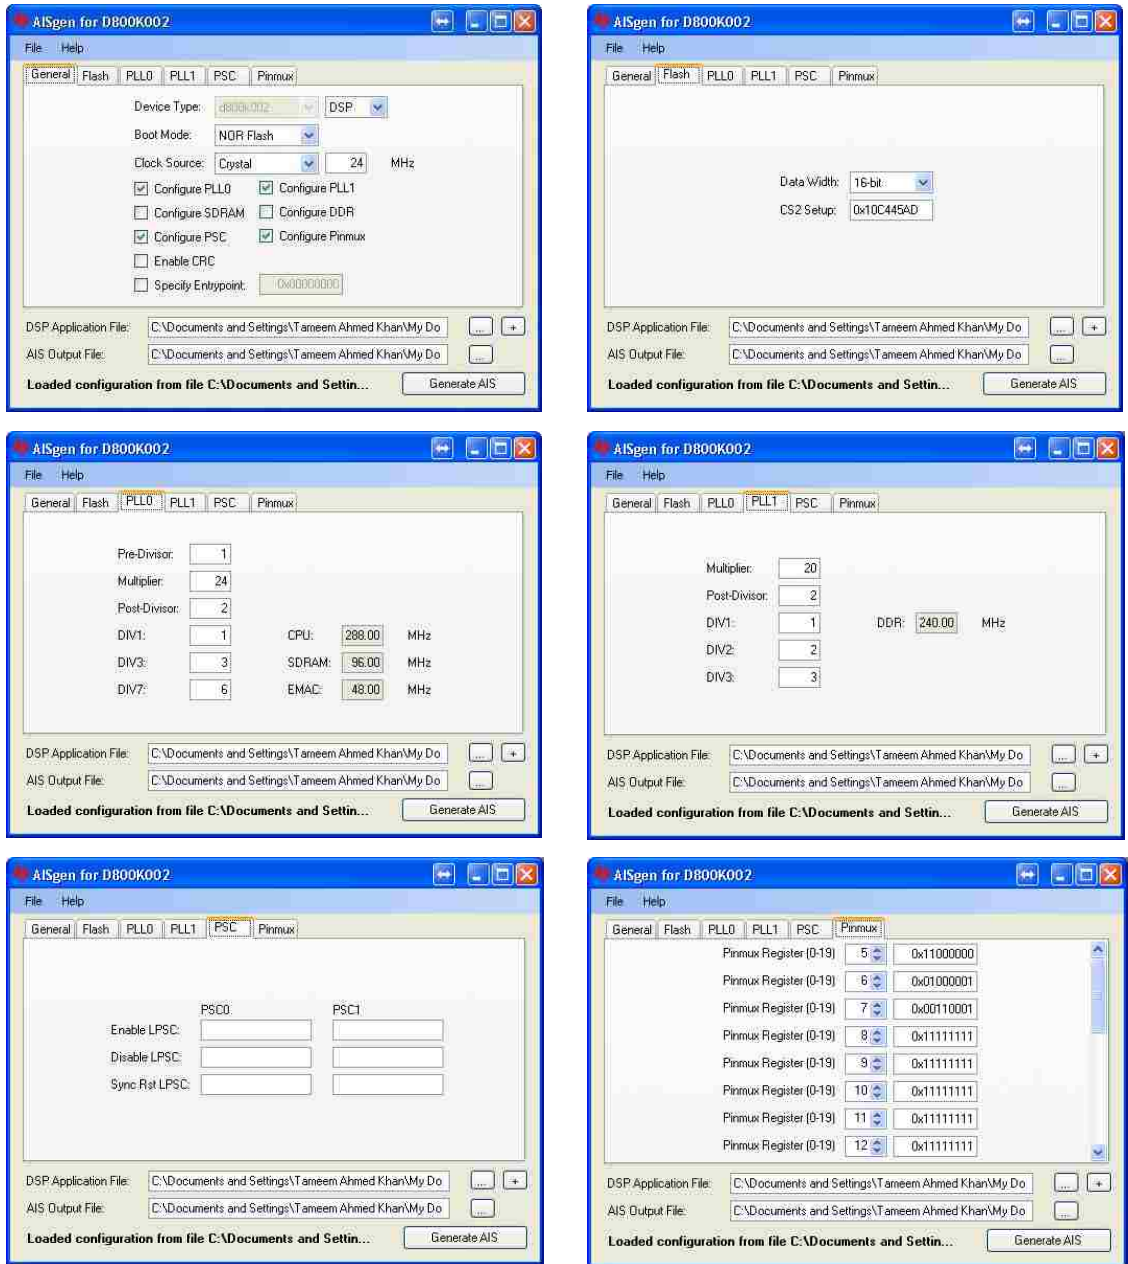 AISgen for D800K002
File Help
General Flash PLL0 PLL1 PSC Pinmux
Device Type: d800k002 DSP
Boot Mode: NOR Flash
Clock Source: Crystal 24 MHz
Configure PLL0 Configure PLL1
Configure SDRAM Configure DDR
Configure PSC Configure Pinmux
Enable CRC
Specify Entrypoint: 0x00000000
DSP Application File: C:\Documents and Settings\Tameem Ahmed Khan\My Do ... +
AIS Output File: C:\Documents and Settings\Tameem Ahmed Khan\My Do ...
Loaded configuration from file C:\Documents and Settin... Generate AIS
AISgen for D800K002
File Help
General Flash PLL0 PLL1 PSC Pinmux
Data Width: 16-bit
CS2 Setup: 0x10C445AD
DSP Application File: C:\Documents and Settings\Tameem Ahmed Khan\My Do ... +
AIS Output File: C:\Documents and Settings\Tameem Ahmed Khan\My Do ...
Loaded configuration from file C:\Documents and Settin... Generate AIS
AISgen for D800K002
File Help
General Flash PLL0 PLL1 PSC Pinmux
Pre-Divisor: 1
Multiplier: 24
Post-Divisor: 2
DIV1: 1 CPU: 288.00 MHz
DIV3: 3 SDRAM: 96.00 MHz
DIV7: 6 EMAC: 48.00 MHz
DSP Application File: C:\Documents and Settings\Tameem Ahmed Khan\My Do ... +
AIS Output File: C:\Documents and Settings\Tameem Ahmed Khan\My Do ...
Loaded configuration from file C:\Documents and Settin... Generate AIS
AISgen for D800K002
File Help
General Flash PLL0 PLL1 PSC Pinmux
Multiplier: 20
Post-Divisor: 2
DIV1: 1 DDR: 240.00 MHz
DIV2: 2
DIV3: 3
DSP Application File: C:\Documents and Settings\Tameem Ahmed Khan\My Do ... +
AIS Output File: C:\Documents and Settings\Tameem Ahmed Khan\My Do ...
Loaded configuration from file C:\Documents and Settin... Generate AIS
AISgen for D800K002
File Help
General Flash PLL0 PLL1 PSC Pinmux
PSC0 PSC1
Enable LPSC:
Disable LPSC:
Sync Rst LPSC:
DSP Application File: C:\Documents and Settings\Tameem Ahmed Khan\My Do ... +
AIS Output File: C:\Documents and Settings\Tameem Ahmed Khan\My Do ...
Loaded configuration from file C:\Documents and Settin... Generate AIS
AISgen for D800K002
File Help
General Flash PLL0 PLL1 PSC Pinmux
Pinmux Register (0-19) 5 0x11000000
Pinmux Register (0-19) 6 0x01000001
Pinmux Register (0-19) 7 0x00110001
Pinmux Register (0-19) 8 0x11111111
Pinmux Register (0-19) 9 0x11111111
Pinmux Register (0-19) 10 0x11111111
Pinmux Register (0-19) 11 0x11111111
Pinmux Register (0-19) 12 0x11111111
DSP Application File: C:\Documents and Settings\Tameem Ahmed Khan\My Do ... +
AIS Output File: C:\Documents and Settings\Tameem Ahmed Khan\My Do ...
Loaded configuration from file C:\Documents and Settin... Generate AIS